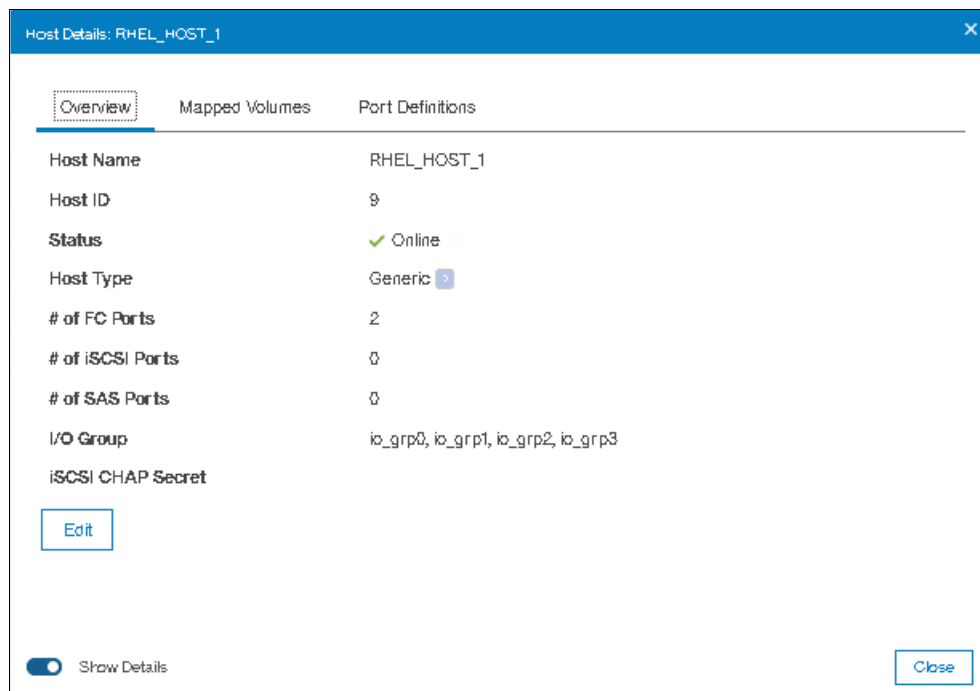 Host Details: RHEL_HOST_1
Overview Mapped Volumes Port Definitions
Host Name RHEL_HOST_1
Host ID 9
Status Online
Host Type Generic ?
# of FC Ports 2
# of iSCSI Ports 0
# of SAS Ports 0
I/O Group io_grp0, io_grp1, io_grp2, io_grp3
iSCSI CHAP Secret
Edit
Show Details Close